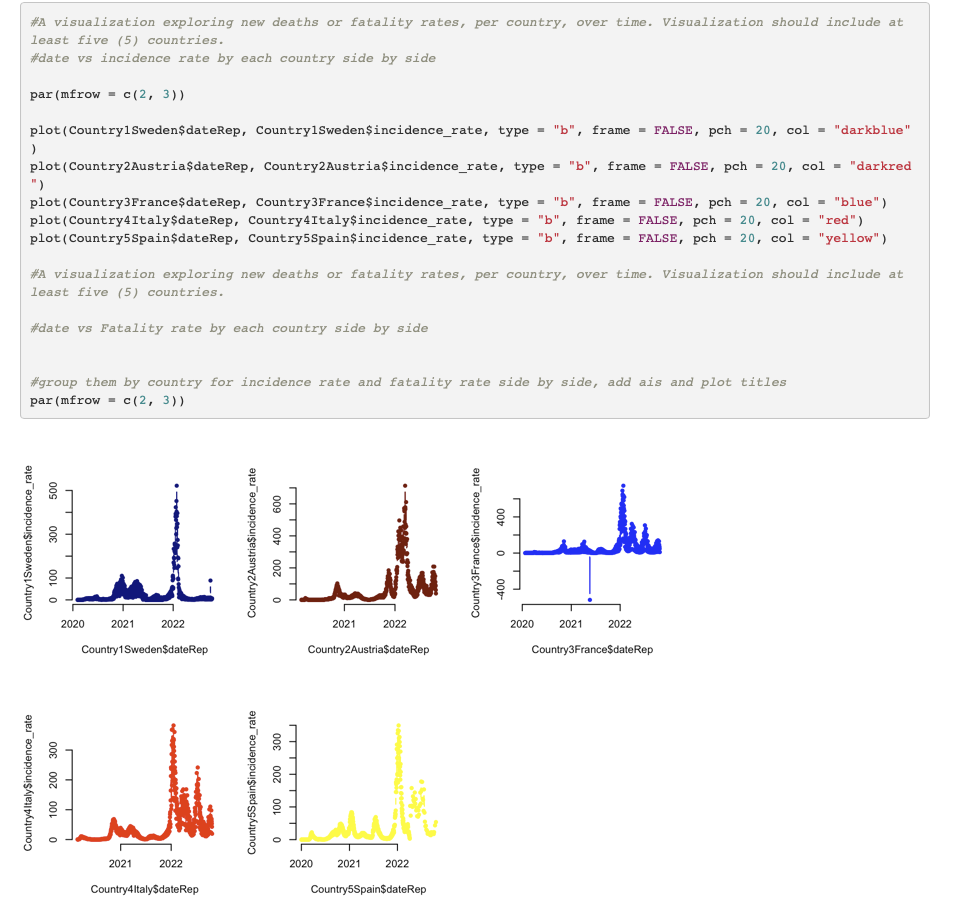 #A visualization exploring new deaths or fatality rates, per country, over time. Visualization should include at
least five (5) countries.
#date vs incidence rate by each country side by side
par(mfrow = c(2, 3))
plot(Country1Sweden$dateRep, Country1Sweden$incidence_rate, type = "b", frame = FALSE, pch = 20, col = "darkblue"
)
plot(Country2Austria$dateRep, Country2Austria$incidence_rate, type = "b", frame = FALSE, pch = 20, col = "darkred
")
plot(Country3France$dateRep, Country3France$incidence_rate, type = "b", frame = FALSE, pch = 20, col = "blue")
plot(Country4Italy$dateRep, Country4Italy$incidence_rate, type = "b", frame = FALSE, pch = 20, col = "red")
plot(Country5Spain$dateRep, Country5Spain$incidence_rate, type = "b", frame = FALSE, pch = 20, col = "yellow")
#A visualization exploring new deaths or fatality rates, per country, over time. Visualization should include at
least five (5) countries.
#date vs Fatality rate by each country side by side
#group them by country for incidence rate and fatality rate side by side, add ais and plot titles
par(mfrow = c(2, 3))
Country1Sweden$incidence_rate
500
300
100
0
2020 2021 2022
Country1Sweden$dateRep
Country2Austria$incidence_rate
600
400
200
0
2021 2022
Country2Austria$dateRep
Country3France$incidence_rate
400
0
-400
2020 2021 2022
Country3France$dateRep
Country4Italy$incidence_rate
300
200
100
0
2021 2022
Country4Italy$dateRep
Country5Spain$incidence_rate
300
200
100
0
2020 2021 2022
Country5Spain$dateRep